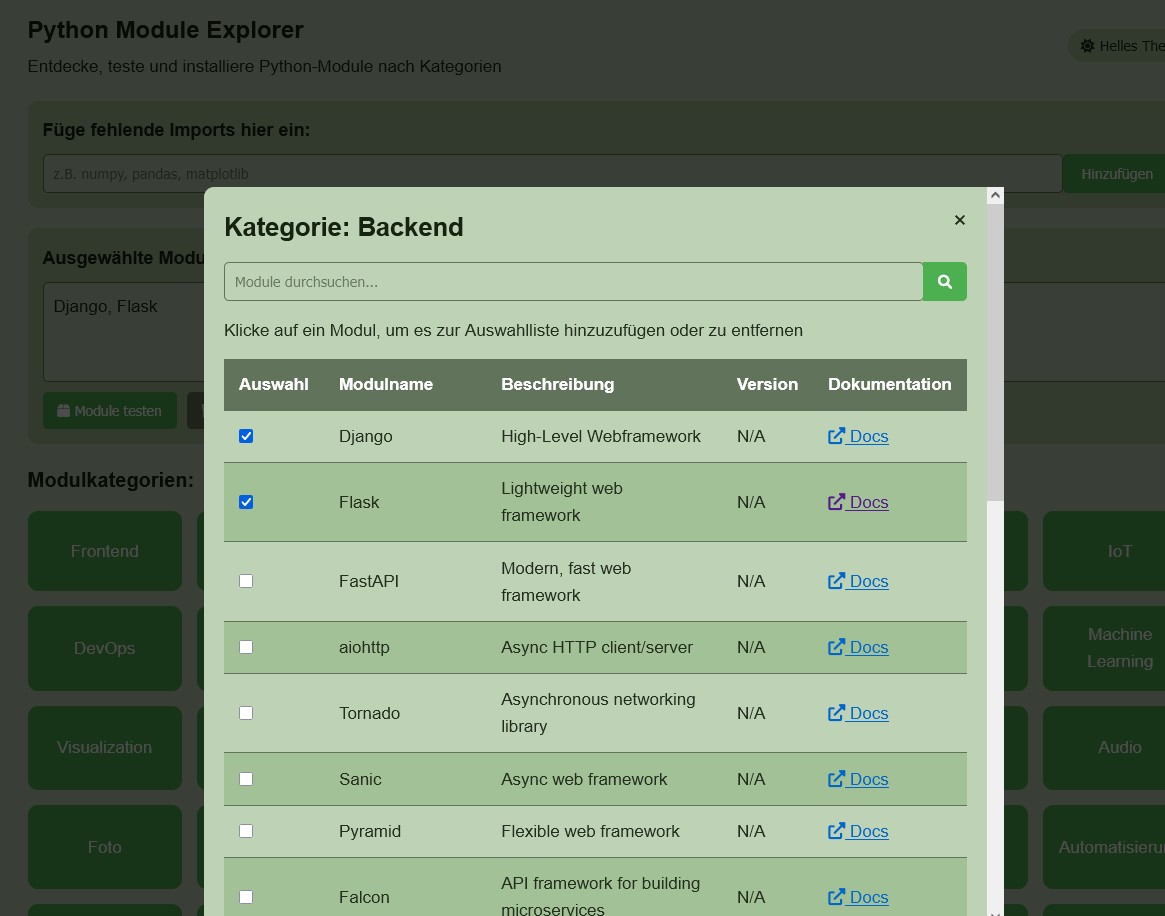 Python Module Explorer
Helles The
Entdecke, teste und installiere Python-Module nach Kategorien
Füge fehlende Imports hier ein:
z.B. numpy, pandas, matplotlib
Hinzufügen
Ausgewählte Modu
Django, Flask
Module testen
Modulkategorien:
Frontend
IoT
DevOps
Machine
Learning
Visualization
Audio
Foto
Automatisieru
Kategorie: Backend
×
Module durchsuchen...
Klicke auf ein Modul, um es zur Auswahlliste hinzuzufügen oder zu entfernen
Auswahl Modulname Beschreibung Version Dokumentation
Django High-Level Webframework N/A Docs
Flask Lightweight web framework N/A Docs
FastAPI Modern, fast web framework N/A Docs
aiohttp Async HTTP client/server N/A Docs
Tornado Asynchronous networking library N/A Docs
Sanic Async web framework N/A Docs
Pyramid Flexible web framework N/A Docs
Falcon API framework for building microservices N/A Docs